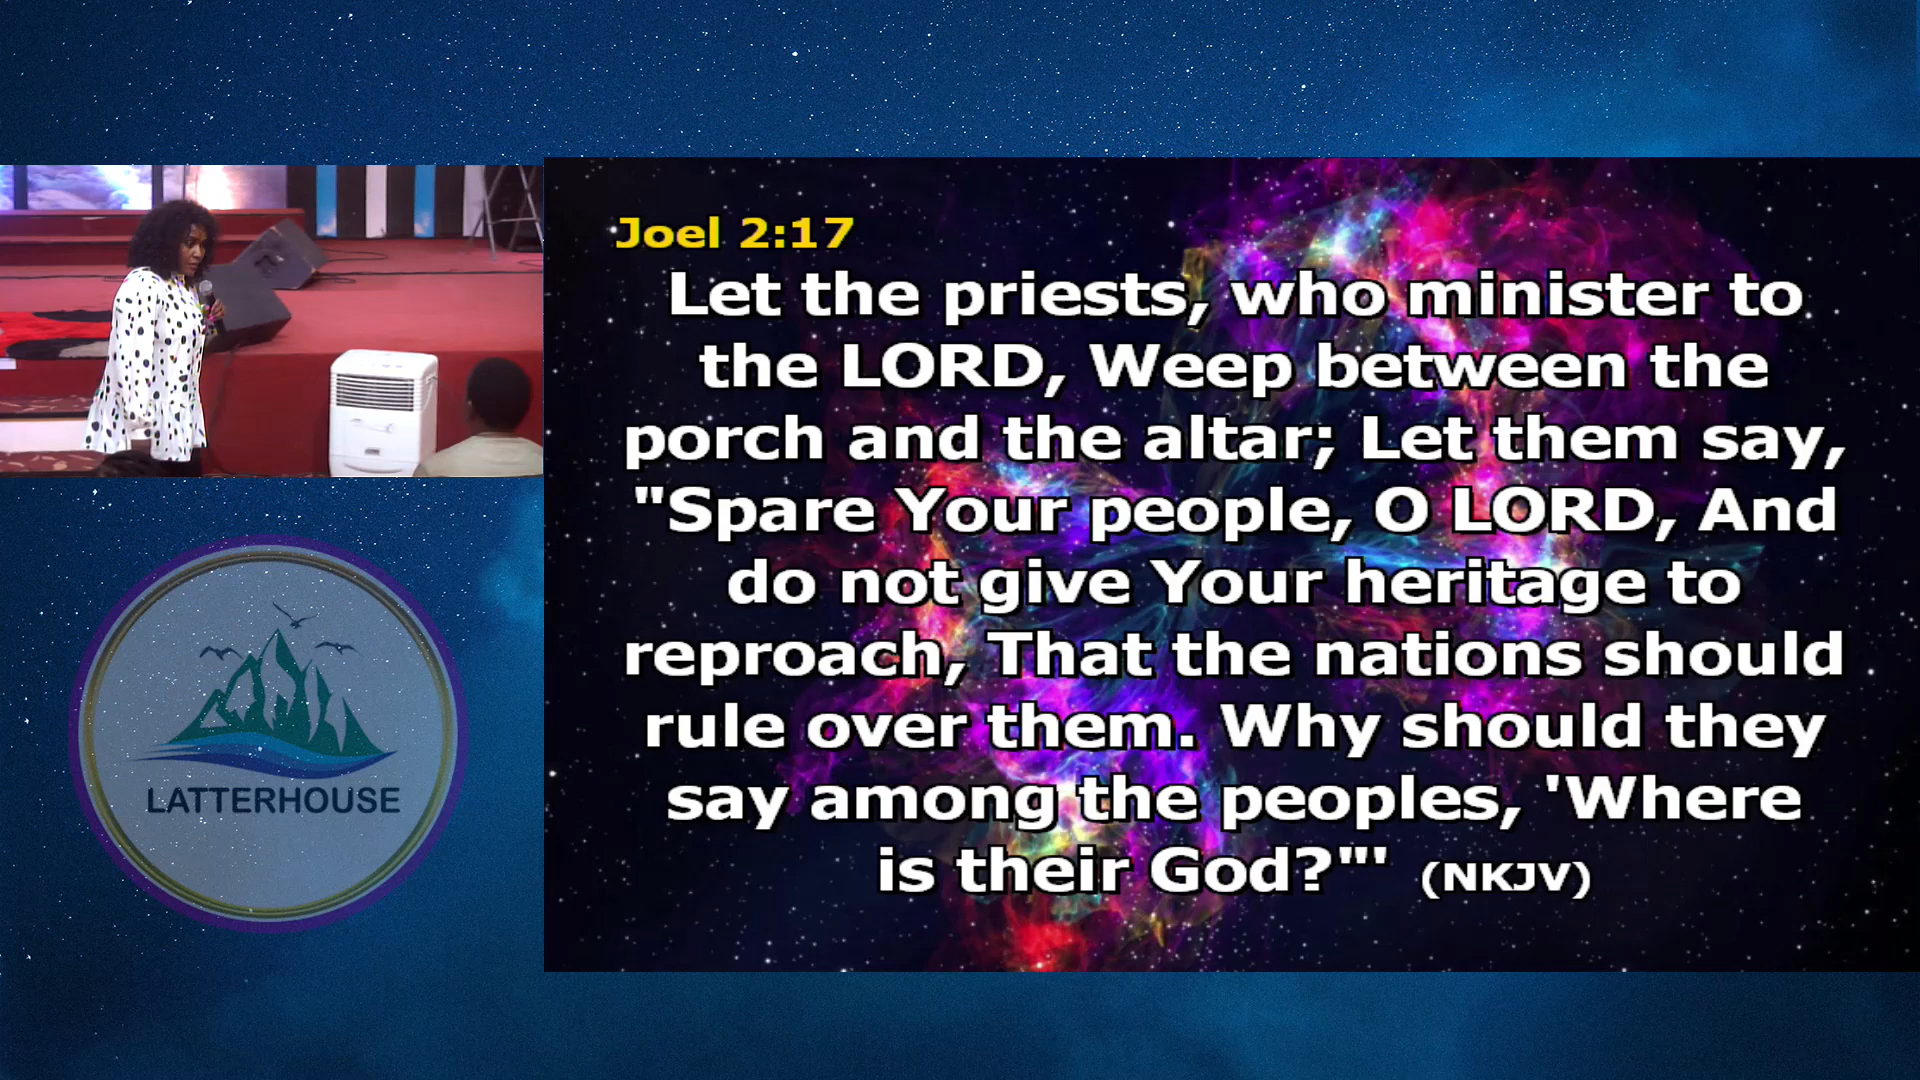 Joel 2:17
Let the priests, who minister to
the LORD, Weep between the
porch and the altar; Let them say,
"Spare Your people, O LORD, And
do not give Your heritage to
reproach, That the nations should
rule over them. Why should they
say among the peoples, 'Where
is their God?"' (NKJV)
LATTERHOUSE